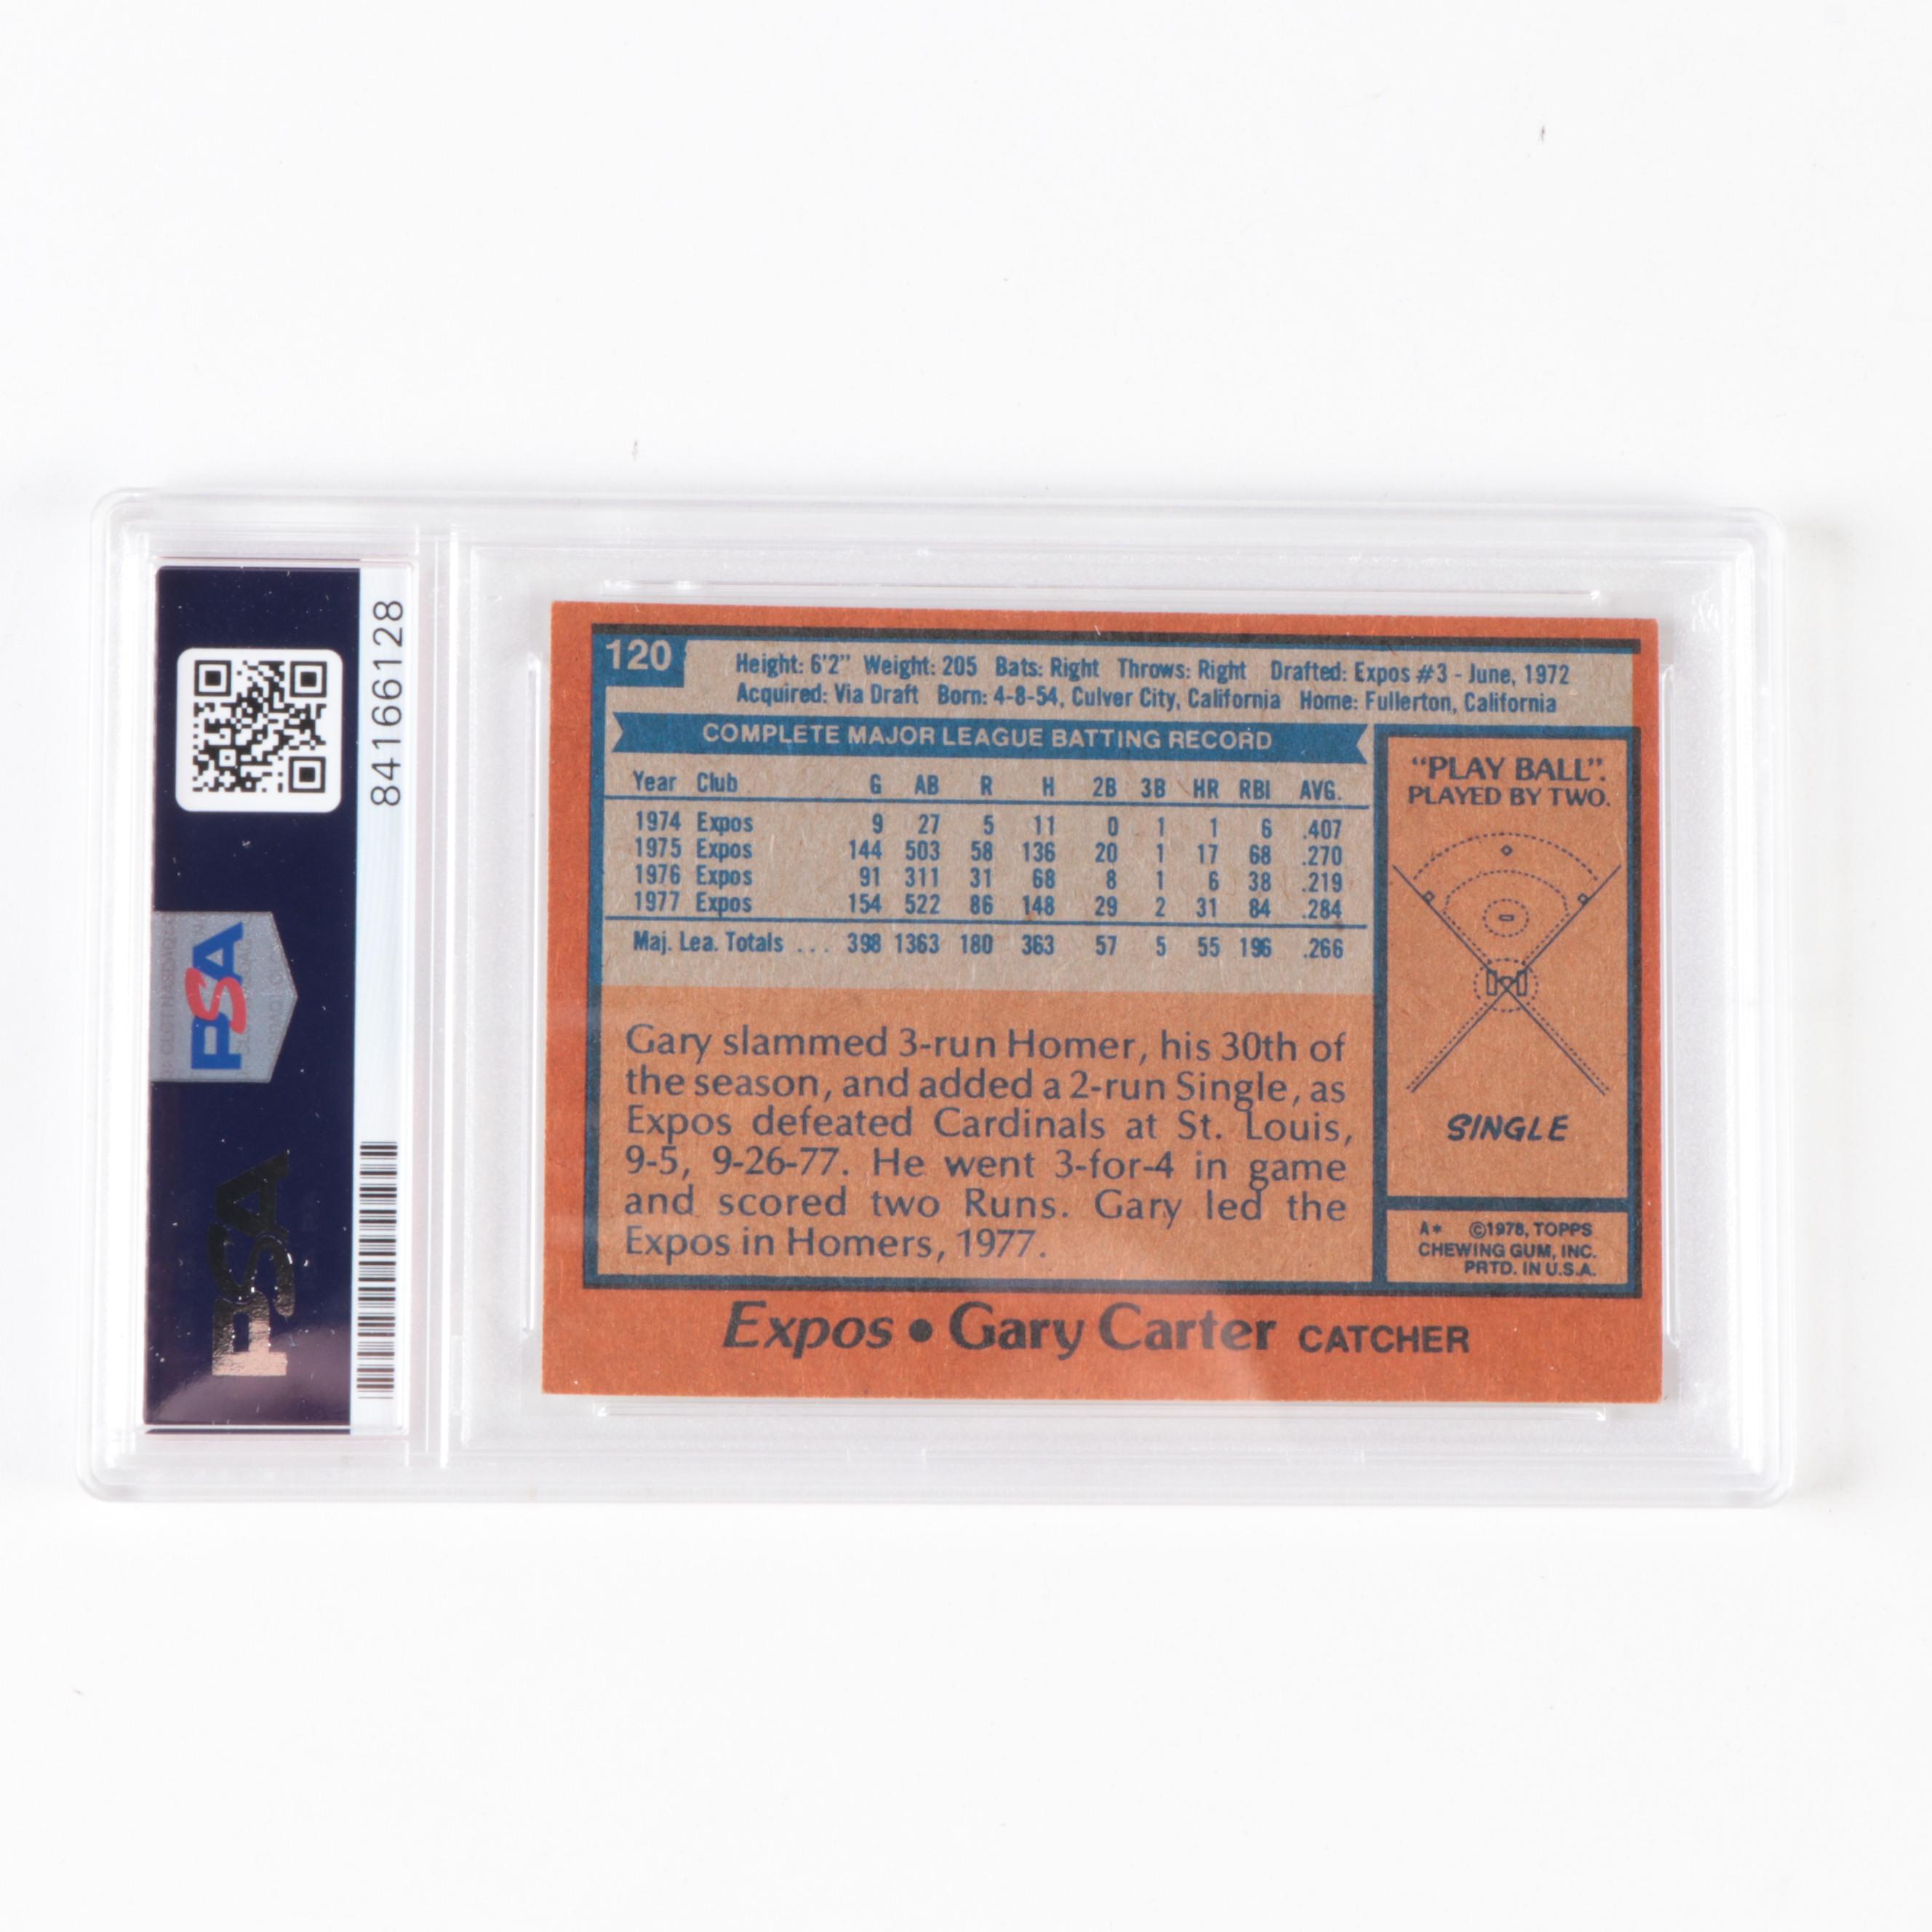 84166128
PSA
PSA
120
Height: 6'2" Weight: 205 Bats: Right Throws: Right Drafted: Expos #3 - June, 1972
Acquired: Via Draft Born: 4-8-54, Culver City, California Home: Fullerton, California
COMPLETE MAJOR LEAGUE BATTING RECORD
Year Club G AB R H 2B 3B HR RBI AVG.
1974 Expos 9 27 5 11 0 1 1 6 .407
1975 Expos 144 503 58 136 20 1 17 68 .270
1976 Expos 91 311 31 68 8 1 6 38 .219
1977 Expos 154 522 86 148 29 2 31 84 .284
Maj. Lea. Totals ... 398 1363 180 363 57 5 55 196 .266
Gary slammed 3-run Homer, his 30th of
the season, and added a 2-run Single, as
Expos defeated Cardinals at St. Louis,
9-5, 9-26-77. He went 3-for-4 in game
and scored two Runs. Gary led the
Expos in Homers, 1977.
"PLAY BALL".
PLAYED BY TWO.
SINGLE
A* ©1978, TOPPS
CHEWING GUM, INC.
PRTD. IN U.S.A.
Expos • Gary Carter CATCHER